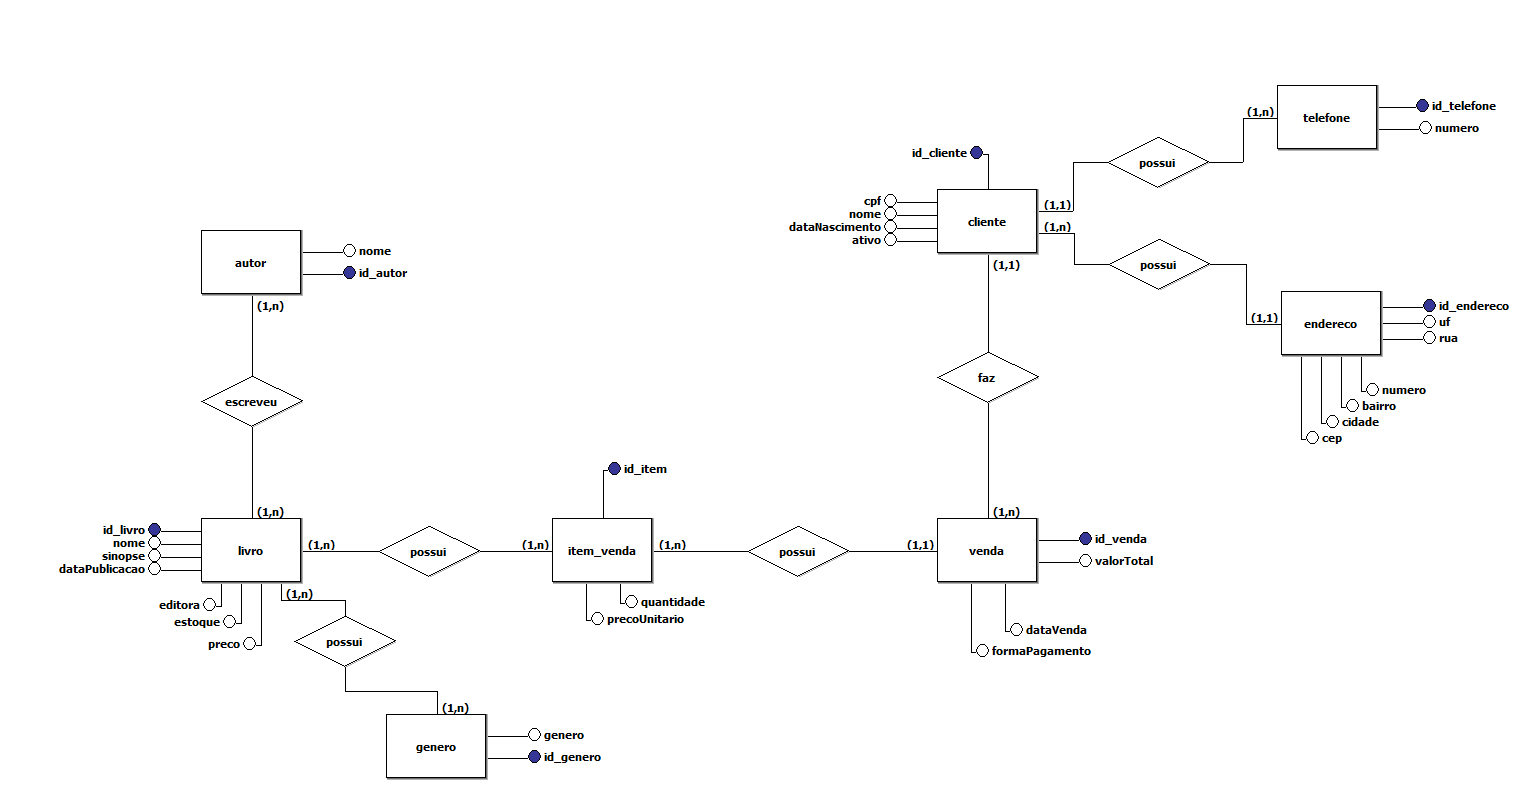 (1,n)
telefone
id_telefone
numero
possui
id_cliente
cpf
nome
dataNascimento
ativo
cliente
(1,1)
(1,n)
(1,1)
possui
(1,1)
endereco
id_endereco
uf
rua
numero
bairro
cidade
cep
autor
nome
id_autor
(1,n)
escreveu
(1,n)
faz
id_livro
nome
sinopse
dataPublicacao
livro
(1,n)
possui
(1,n)
id_item
item_venda
(1,n)
possui
(1,1)
(1,n)
venda
id_venda
valorTotal
editora
estoque
preco
(1,n)
possui
quantidade
precoUnitario
dataVenda
formaPagamento
(1,n)
genero
genero
id_genero